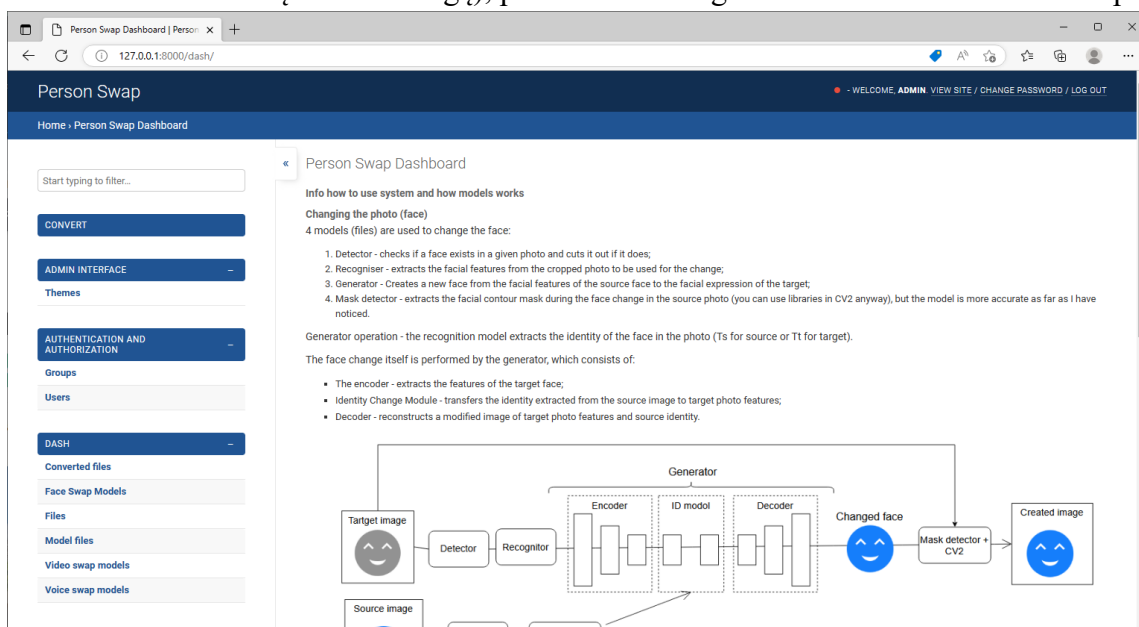 Person Swap Dashboard | Person
127.0.0.1:8000/dash/
Person Swap
- WELCOME, ADMIN. VIEW SITE / CHANGE PASSWORD / LOG OUT
Home › Person Swap Dashboard
Start typing to filter...
CONVERT
ADMIN INTERFACE
Themes
AUTHENTICATION AND
AUTHORIZATION
Groups
Users
DASH
Converted files
Face Swap Models
Files
Model files
Video swap models
Voice swap models
«
Person Swap Dashboard
Info how to use system and how models works
Changing the photo (face)
4 models (files) are used to change the face:
1. Detector - checks if a face exists in a given photo and cuts it out if it does;
2. Recogniser - extracts the facial features from the cropped photo to be used for the change;
3. Generator - Creates a new face from the facial features of the source face to the facial expression of the target;
4. Mask detector - extracts the facial contour mask during the face change in the source photo (you can use libraries in CV2 anyway), but the model is more accurate as far as I have
noticed.
Generator operation - the recognition model extracts the identity of the face in the photo (Ts for source or Tt for target).
The face change itself is performed by the generator, which consists of:
▪ The encoder - extracts the features of the target face;
▪ Identity Change Module - transfers the identity extracted from the source image to target photo features;
▪ Decoder - reconstructs a modified image of target photo features and source identity.
Generator
Encoder
ID modol
Decoder
Tartget image
Detector
Recognitor
Changed face
Mask detector +
CV2
Created image
Source image